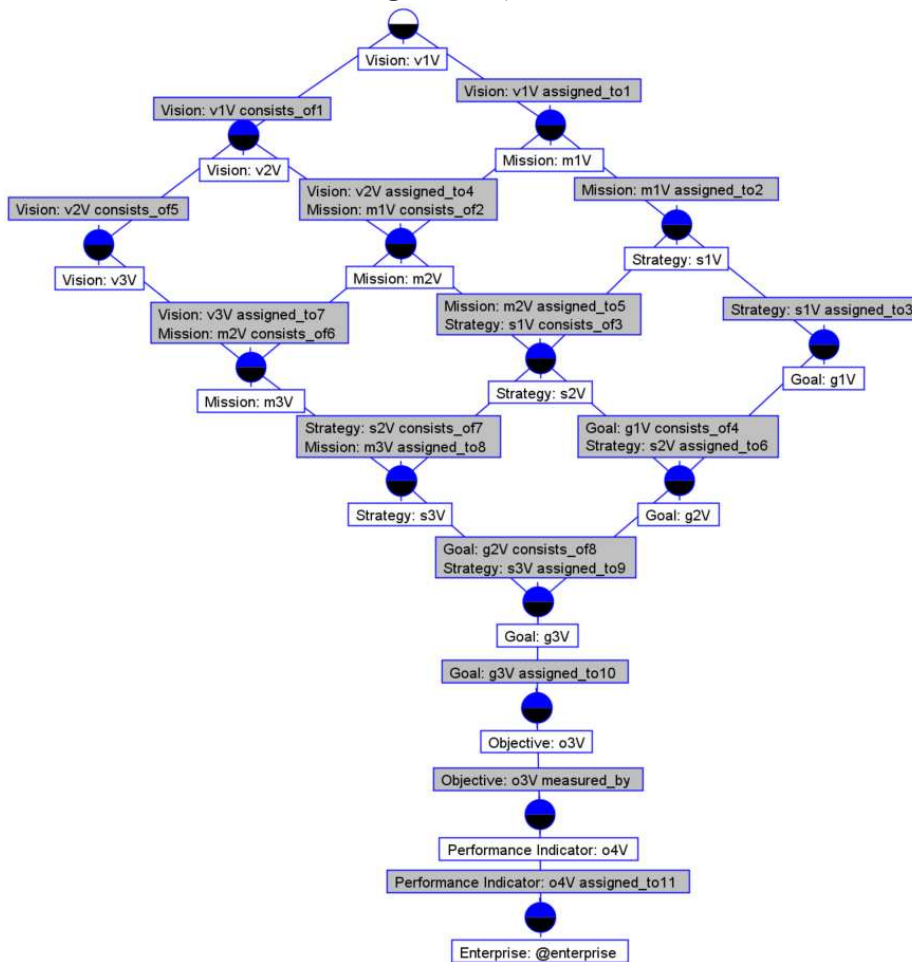 Vision: v1V
Vision: v1V assigned_to1
Vision: v1V consists_of1
Mission: m1V
Vision: v2V
Mission: m1V assigned_to2
Vision: v2V assigned_to4
Mission: m1V consists_of2
Vision: v2V consists_of5
Strategy: s1V
Vision: v3V
Mission: m2V
Mission: m2V assigned_to5
Strategy: s1V consists_of3
Strategy: s1V assigned_to3
Vision: v3V assigned_to7
Mission: m2V consists_of6
Goal: g1V
Strategy: s2V
Mission: m3V
Strategy: s2V consists_of7
Mission: m3V assigned_to8
Goal: g1V consists_of4
Strategy: s2V assigned_to6
Strategy: s3V
Goal: g2V
Goal: g2V consists_of8
Strategy: s3V assigned_to9
Goal: g3V
Goal: g3V assigned_to10
Objective: o3V
Objective: o3V measured_by
Performance Indicator: o4V
Performance Indicator: o4V assigned_to11
Enterprise: @enterprise